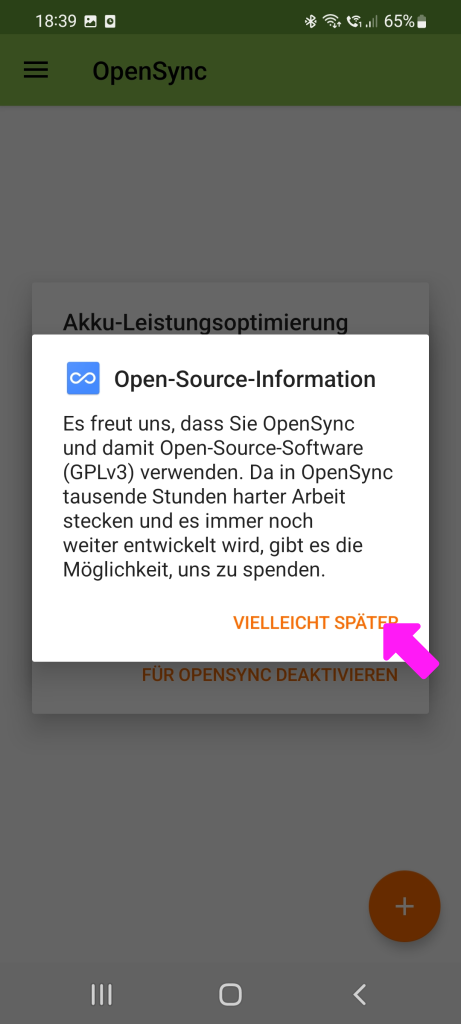 18:39 65%
OpenSync
Akku-Leistungsoptimierung
Open-Source-Information
Es freut uns, dass Sie OpenSync
und damit Open-Source-Software
(GPLv3) verwenden. Da in OpenSync
tausende Stunden harter Arbeit
stecken und es immer noch
weiter entwickelt wird, gibt es die
Möglichkeit, uns zu spenden.
VIELLEICHT SPÄTER
FÜR OPENSYNC DEAKTIVIEREN